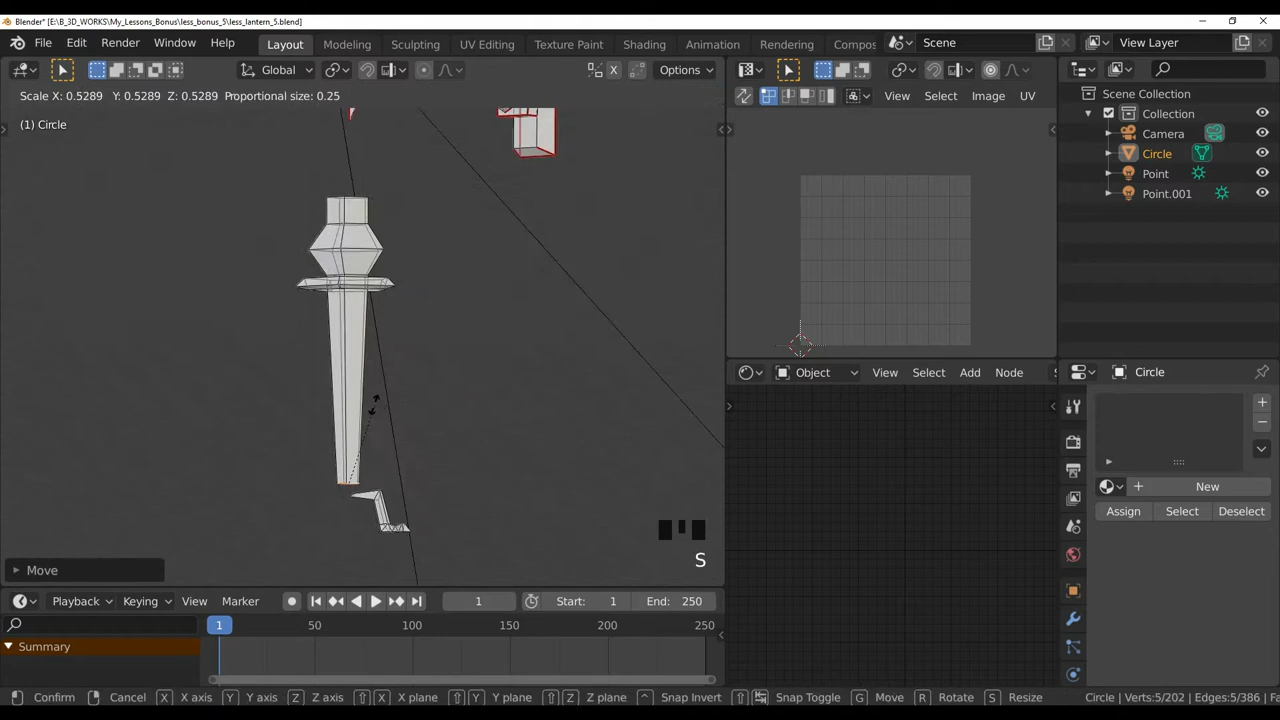 Blender* [E:\B_3D_WORKS\My_Lessons_Bonus\less_bonus_5\less_lantern_5.blend]
File Edit Render Window Help Layout Modeling Sculpting UV Editing Texture Paint Shading Animation Rendering Compos Scene View Layer
Global Options View Select Image UV
Scale X: 0.5289 Y: 0.5289 Z: 0.5289 Proportional size: 0.25
(1) Circle
Scene Collection
Collection
Camera
Circle
Point
Point.001
Object View Select Add Node
Circle
New
Assign Select Deselect
S
Move
Playback Keying View Marker 1 Start: 1 End: 250
1 50 100 150 200 250
Summary
Confirm Cancel X X axis Y Y axis Z Z axis X X plane Y Y plane Z Z plane Snap Invert Snap Toggle G Move R Rotate S Resize Circle | Verts:5/202 | Edges:5/386 | Fa